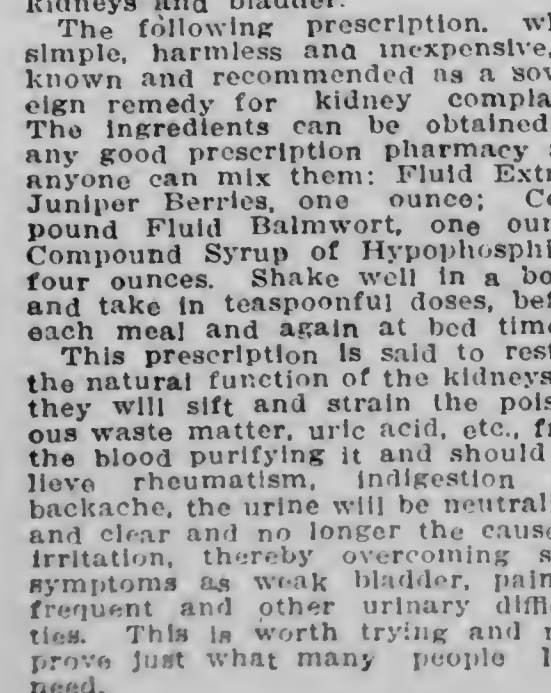 kidneys and bladder.
The following prescription, wh
simple, harmless and inexpensive,
known and recommended as a sov
eign remedy for kidney compla
The ingredients can be obtained
any good prescription pharmacy a
anyone can mix them: Fluid Extr
Juniper Berries, one ounce; Co
pound Fluid Balmwort, one oun
Compound Syrup of Hypophosphi
four ounces. Shake well in a bo
and take in teaspoonful doses, bef
each meal and again at bed time
This prescription is said to rest
the natural function of the kidneys
they will sift and strain the pois
ous waste matter, uric acid, etc., fr
the blood purifying it and should
lieve rheumatism, indigestion
backache, the urine will be neutral
and clear and no longer the cause
irritation, thereby overcoming s
symptoms as weak bladder, pain
frequent and other urinary diffi
ties. This is worth trying and m
prove just what many people l
need.